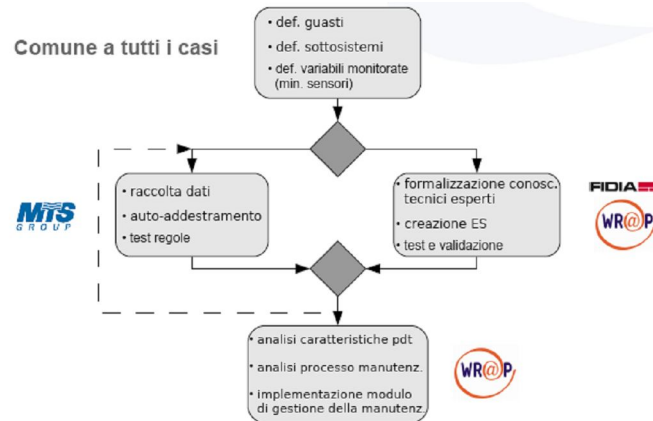 • def. guasti
Comune a tutti i casi
• def. sottosistemi
• def. variabili monitorate
(min. sensori)
• raccolta dati
• auto-addestramento
• test regole
• formalizzazione conosc.
tecnici esperti
• creazione ES
• test e validazione
MTS
GROUP
FIDIA
WR@P
• analisi caratteristiche pdt
• analisi processo manutenz.
• implementazione modulo
di gestione della manutenz.
WR@P